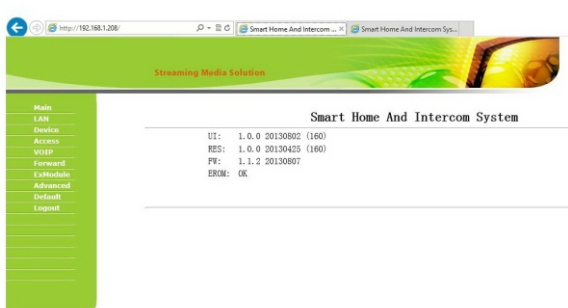 http://192.168.1.208/
Smart Home And Intercom ...
Smart Home And Intercom Sys...
Streaming Media Solution
Main
LAN
Device
Access
VOIP
Forward
ExModule
Advanced
Default
Logout
Smart Home And Intercom System
UI: 1.0.0 20130802 (160)
RES: 1.0.0 20130425 (160)
FW: 1.1.2 20130807
EROM: OK